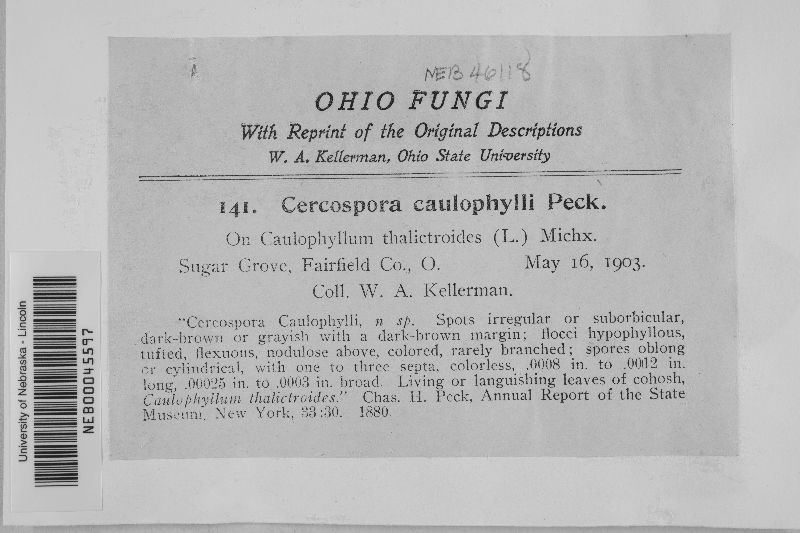 NEB 46118
OHIO FUNGI
With Reprint of the Original Descriptions
W. A. Kellerman, Ohio State University
141. Cercospora caulophylli Peck.
On Caulophyllum thalictroides (L.) Michx.
Sugar Grove, Fairfield Co., O. May 16, 1903.
Coll. W. A. Kellerman.
"Cercospora Caulophylli, n sp. Spots irregular or suborbicular,
dark-brown or grayish with a dark-brown margin; flocci hypophyllous,
tufted, flexuous, nodulose above, colored, rarely branched; spores oblong
or cylindrical, with one to three septa, colorless, .0008 in. to .0012 in.
long, .00025 in. to .0003 in. broad. Living or languishing leaves of cohosh,
Caulophyllum thalictroides." Chas. H. Peck, Annual Report of the State
Museum, New York, 33:30. 1880.
University of Nebraska - Lincoln
NEB00045597